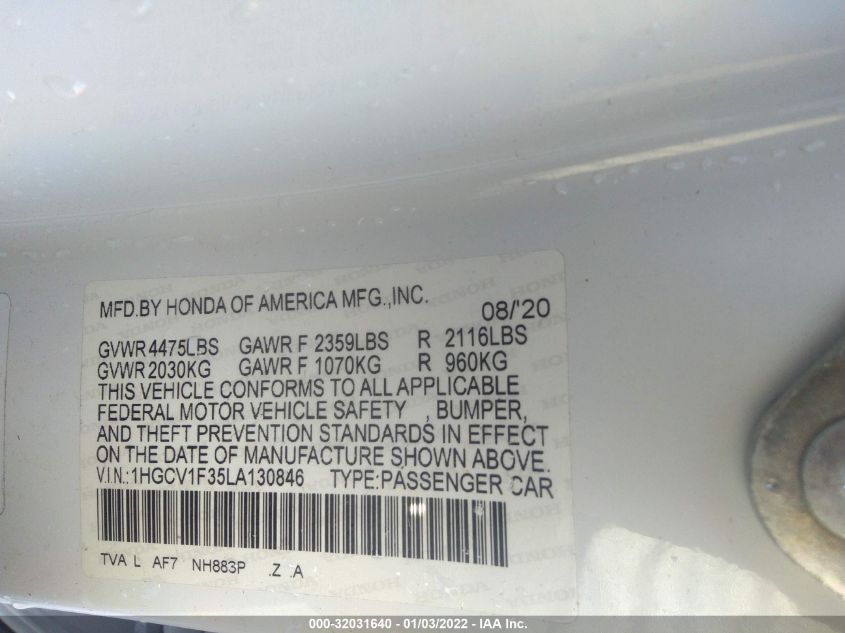 MFD.BY HONDA OF AMERICA MFG.,INC. 08/'20
GVWR 4475LBS GAWR F 2359LBS R 2116LBS
GVWR 2030KG GAWR F 1070KG R 960KG
THIS VEHICLE CONFORMS TO ALL APPLICABLE
FEDERAL MOTOR VEHICLE SAFETY , BUMPER,
AND THEFT PREVENTION STANDARDS IN EFFECT
ON THE DATE OF MANUFACTURE SHOWN ABOVE.
V.I.N.:1HGCV1F35LA130846 TYPE:PASSENGER CAR
TVA L AF7 NH883P .Z .A
000-32031640 - 01/03/2022 - IAA Inc.